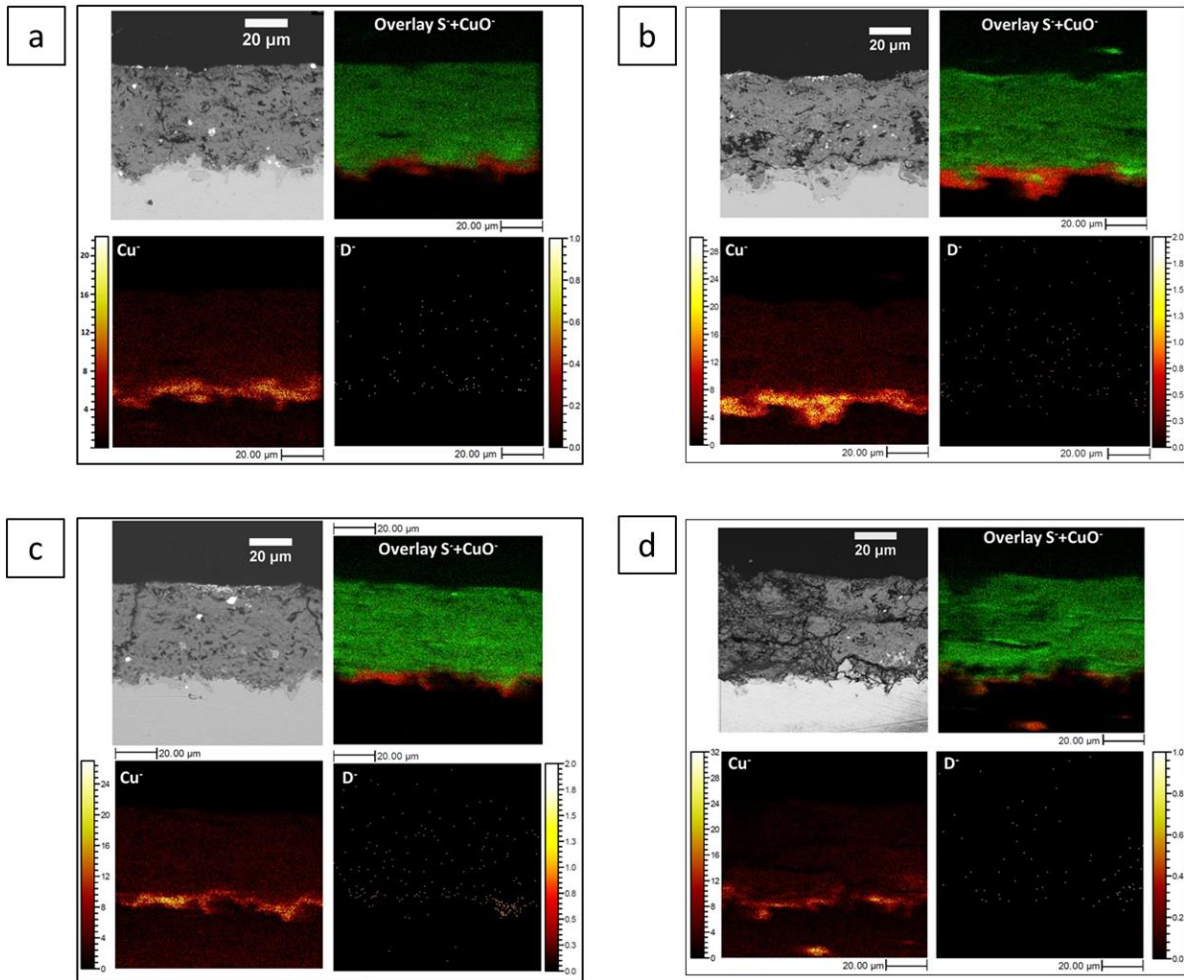 a
20 µm
Overlay S⁻+CuO⁻
20.00 µm
Cu⁻
20
16
12
8
4
20.00 µm
D⁻
1.0
0.8
0.6
0.4
0.2
0.0
20.00 µm
b
20 µm
Overlay S⁻+CuO⁻
20.00 µm
Cu⁻
28
24
20
16
12
8
4
0
20.00 µm
D⁻
2.0
1.8
1.5
1.3
1.0
0.8
0.5
0.3
0.0
20.00 µm
c
20 µm
20.00 µm
Overlay S⁻+CuO⁻
20.00 µm
Cu⁻
24
20
16
12
8
4
0
20.00 µm
D⁻
2.0
1.8
1.5
1.3
1.0
0.8
0.5
0.3
0.0
d
20 µm
Overlay S⁻+CuO⁻
20.00 µm
Cu⁻
32
28
24
20
16
12
8
4
0
20.00 µm
D⁻
1.0
0.8
0.6
0.4
0.2
0.0
20.00 µm